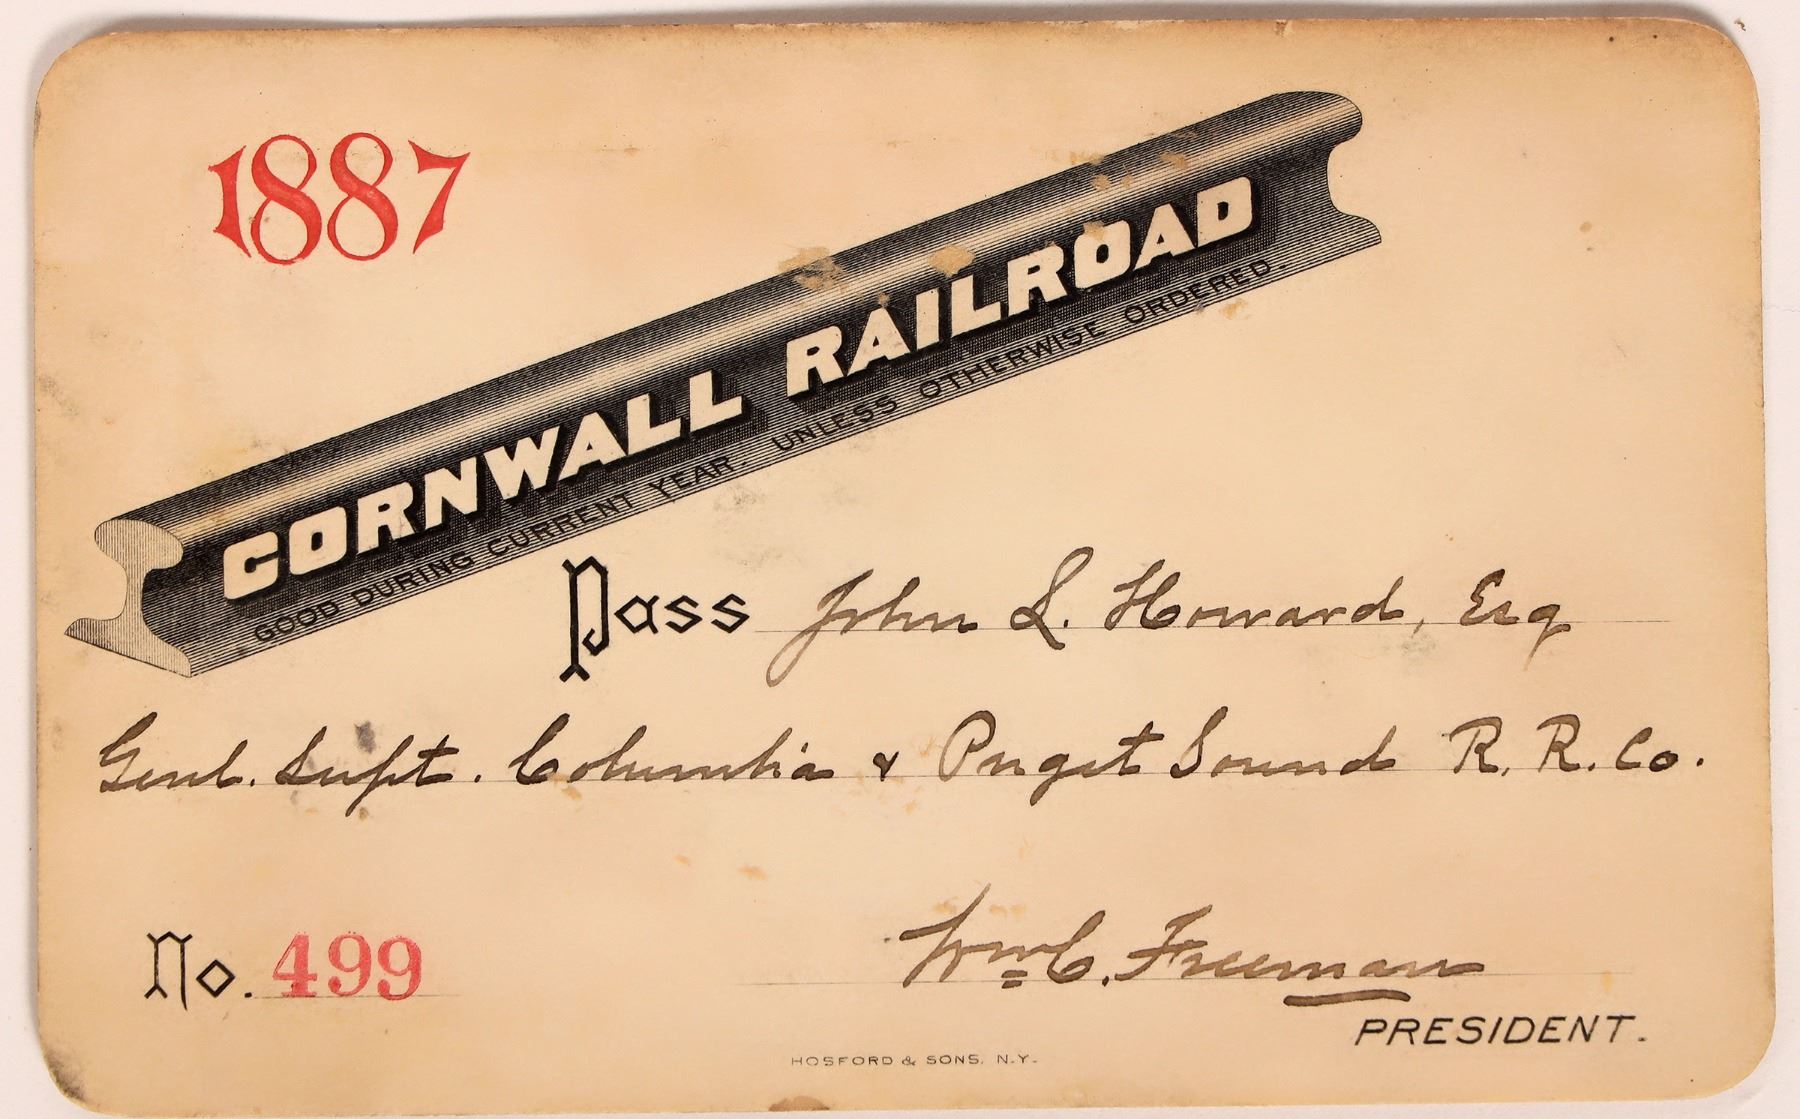 1887
CORNWALL RAILROAD
GOOD DURING CURRENT YEAR. UNLESS OTHERWISE ORDERED.
Pass John L. Howard, Esq
Genl. Supt. Columbia & Puget Sound R. R. Co.
No. 499
Wm C. Freeman
PRESIDENT.
HOSFORD & SONS, N.Y.